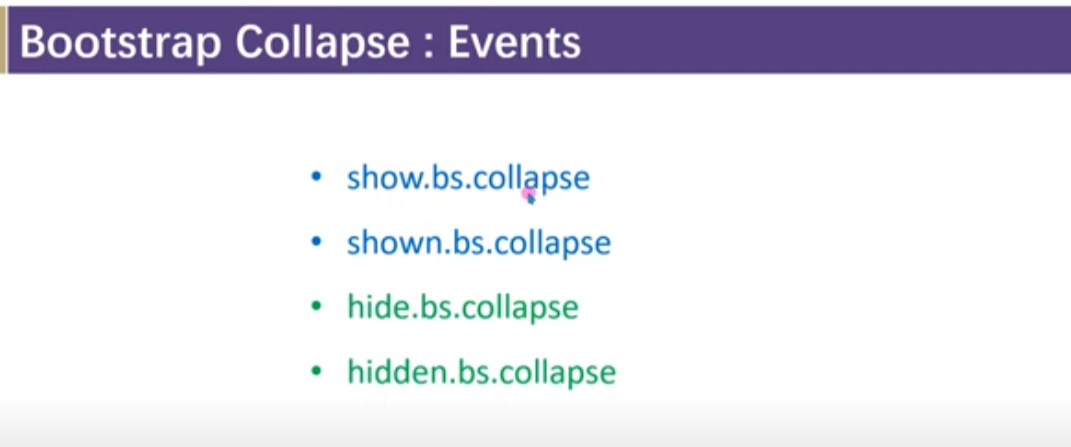 Bootstrap Collapse : Events
• show.bs.collapse
• shown.bs.collapse
• hide.bs.collapse
• hidden.bs.collapse